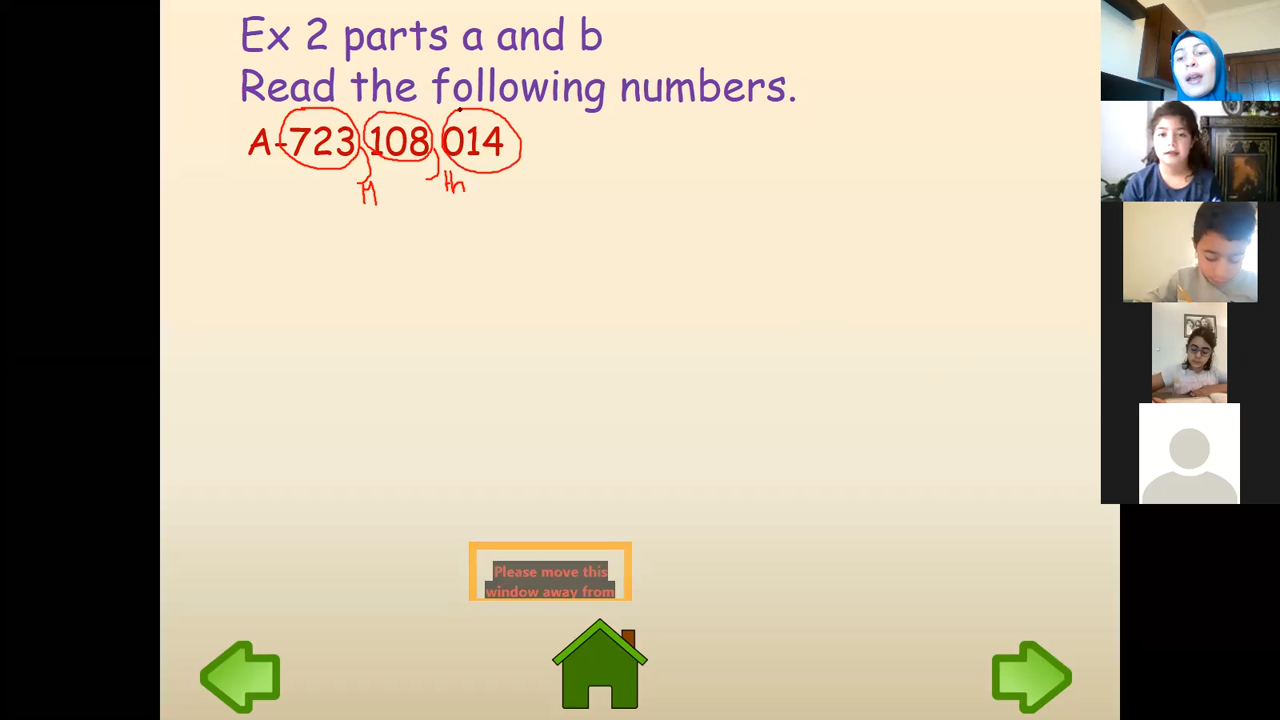 Ex 2 parts a and b
Read the following numbers.
A-723 108 014
M th
Please move this
window away from